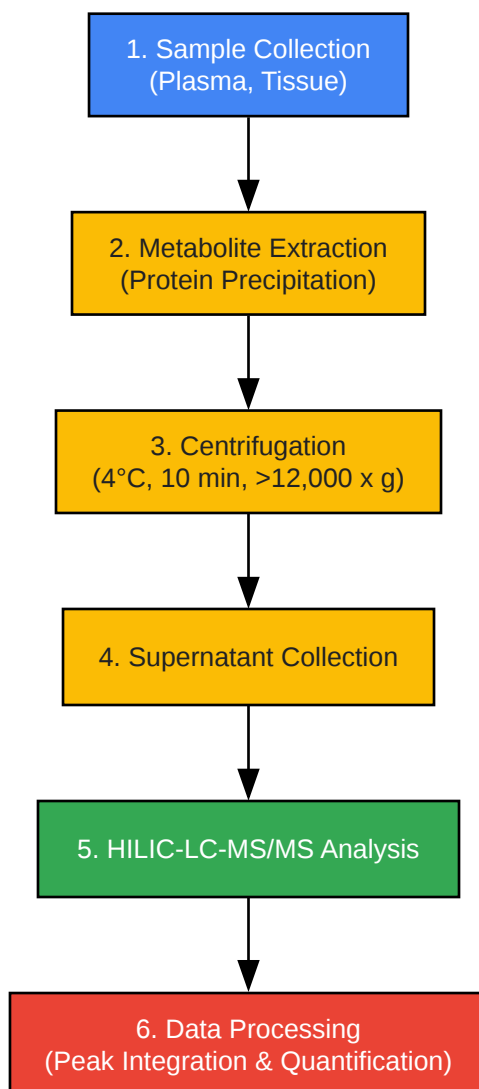 1. Sample Collection
(Plasma, Tissue)
2. Metabolite Extraction
(Protein Precipitation)
3. Centrifugation
(4°C, 10 min, >12,000 x g)
4. Supernatant Collection
5. HILIC-LC-MS/MS Analysis
6. Data Processing
(Peak Integration & Quantification)